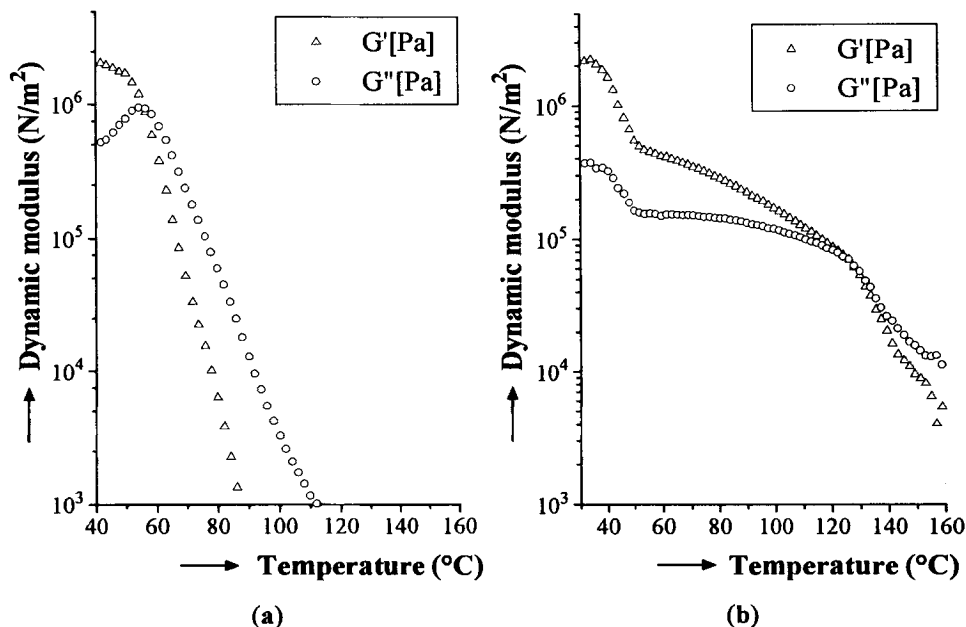 △ G'[Pa]
○ G"[Pa]
Dynamic modulus (N/m²)
10⁶
10⁵
10⁴
10³
40 60 80 100 120 140 160
→ Temperature (°C)
(a)
△ G'[Pa]
○ G"[Pa]
Dynamic modulus (N/m²)
10⁶
10⁵
10⁴
10³
40 60 80 100 120 140 160
→ Temperature (°C)
(b)